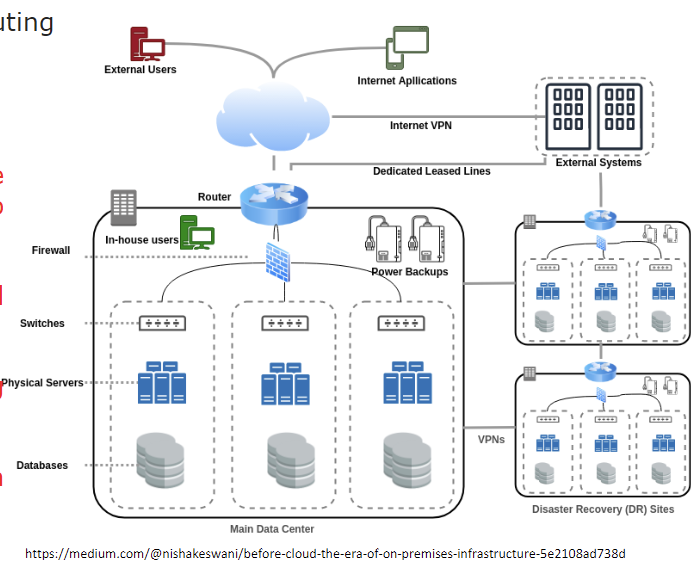 uting
External Users
Internet Apllications
Internet VPN
External Systems
Dedicated Leased Lines
Router
In-house users
Firewall
Power Backups
Switches
Physical Servers
Databases
VPNs
Main Data Center
Disaster Recovery (DR) Sites
https://medium.com/@nishakeswani/before-cloud-the-era-of-on-premises-infrastructure-5e2108ad738d